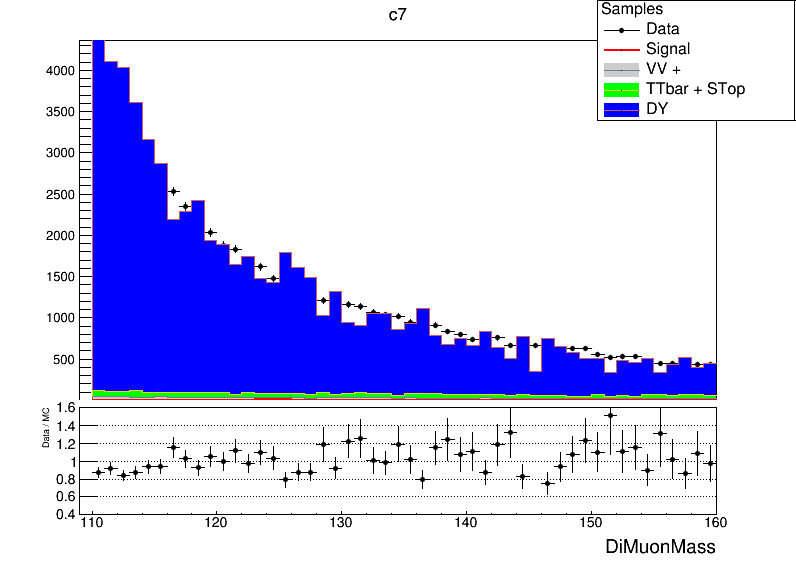 c7
Samples
Data
Signal
VV +
TTbar + STop
DY
4000
3500
3000
2500
2000
1500
1000
500
1.6
1.4
1.2
1
0.8
0.6
0.4
Data / MC
110 120 130 140 150 160
DiMuonMass